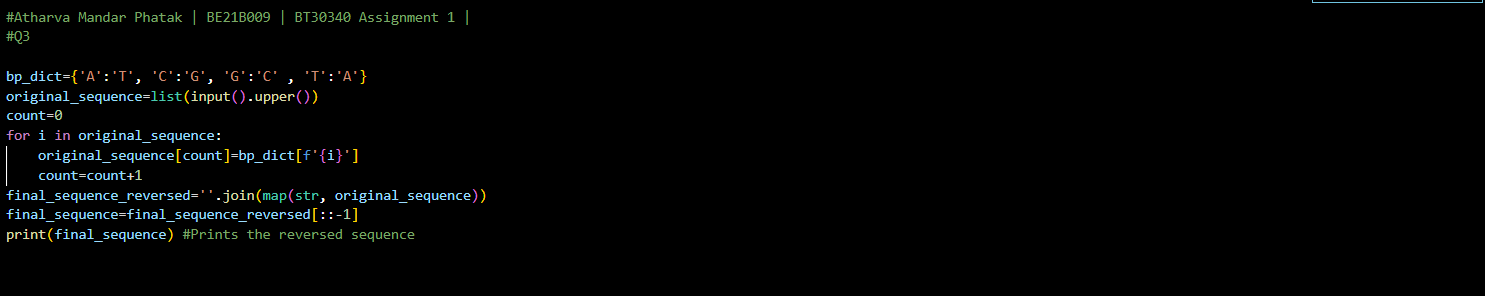 #Atharva Mandar Phatak | BE21B009 | BT30340 Assignment 1 |
#Q3

bp_dict={'A':'T', 'C':'G', 'G':'C' , 'T':'A'}
original_sequence=list(input().upper())
count=0
for i in original_sequence:
    original_sequence[count]=bp_dict[f'{i}']
    count=count+1
final_sequence_reversed=''.join(map(str, original_sequence))
final_sequence=final_sequence_reversed[::-1]
print(final_sequence) #Prints the reversed sequence